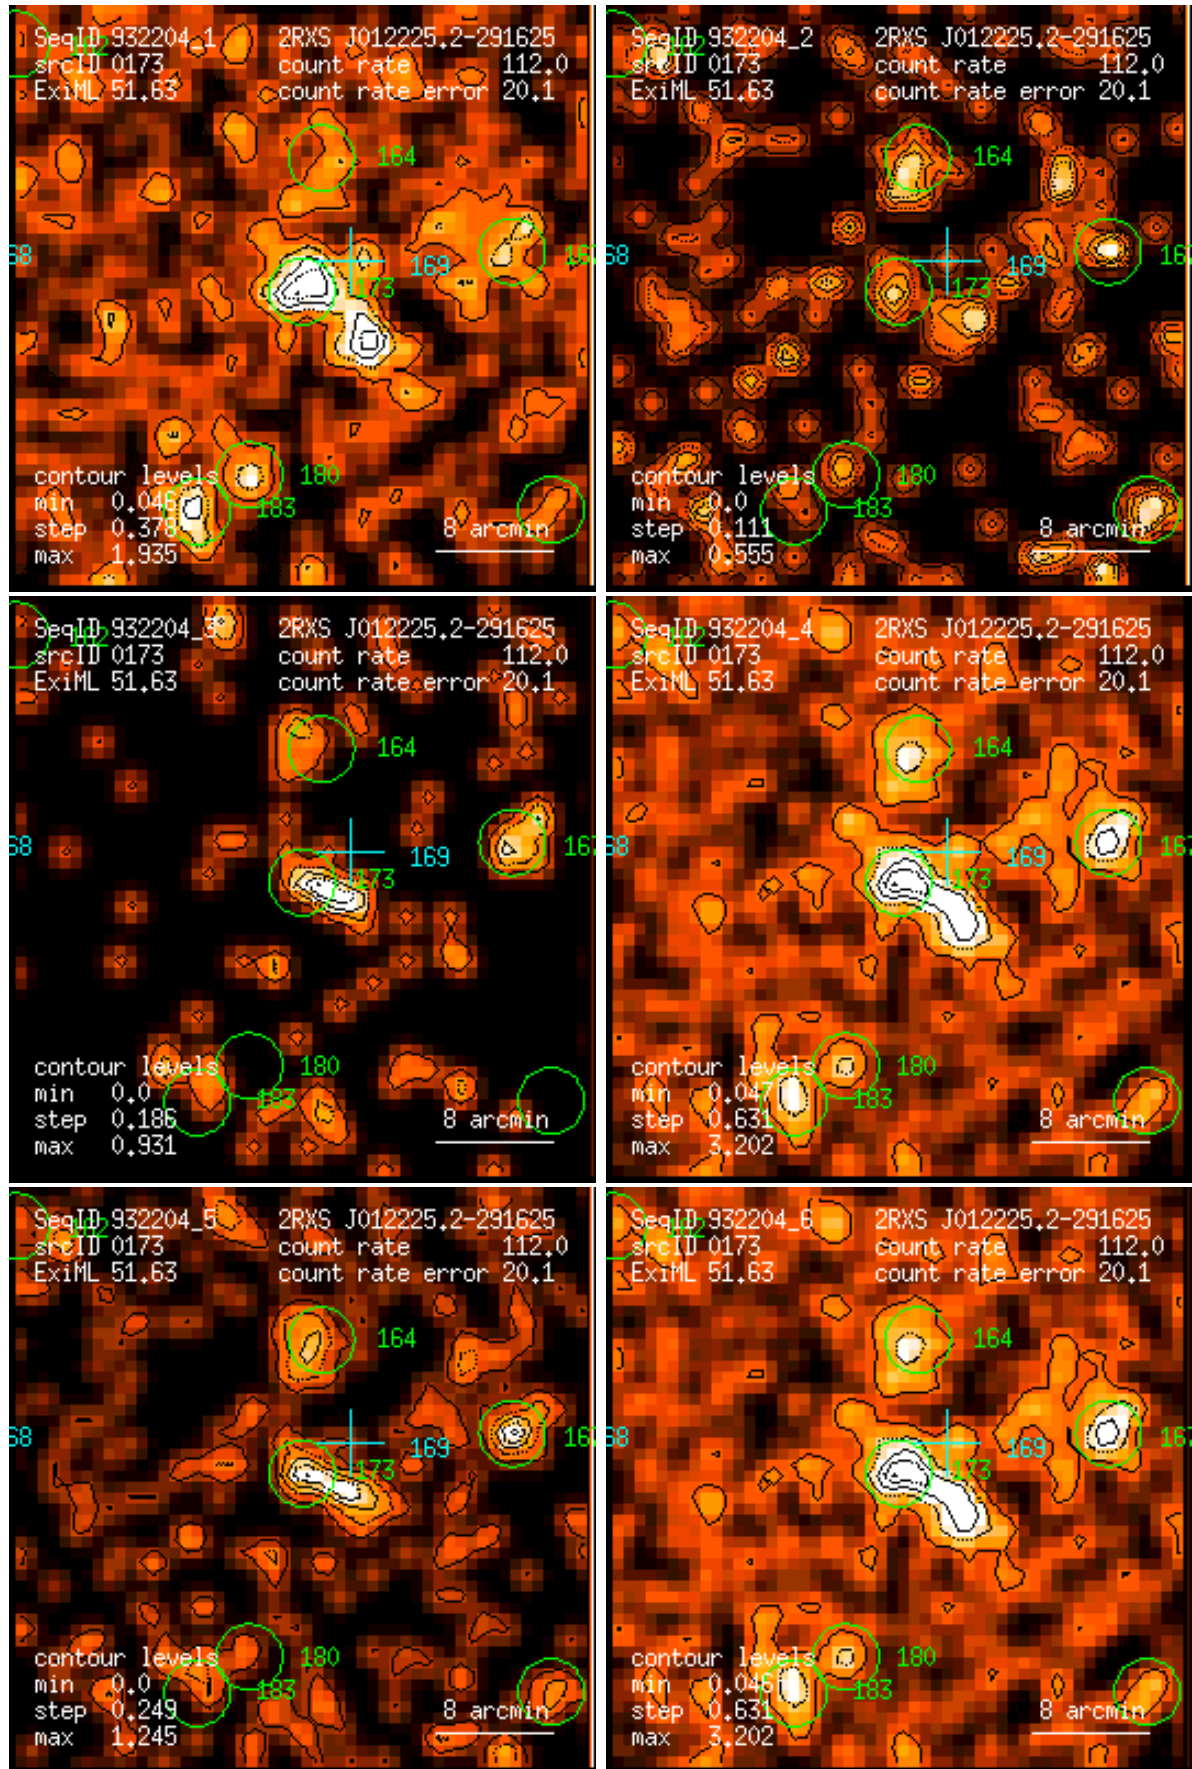 SeqID 932204_1 2RXS J012225.2-291625
srcID 0173 count rate 112.0
ExiML 51.63 count rate error 20.1
164
68 169
173
contour levels 180
min 0.046
183
step 0.378 8 arcmin
max 1.935
SeqID 932204_2 2RXS J012225.2-291625
srcID 0173 count rate 112.0
ExiML 51.63 count rate error 20.1
164
68 169
173
contour levels 180
min 0.0
183
step 0.111 8 arcmin
max 0.555
SeqID 932204_3 2RXS J012225.2-291625
srcID 0173 count rate 112.0
ExiML 51.63 count rate error 20.1
164
68 169
173
contour levels 180
min 0.0
183
step 0.186 8 arcmin
max 0.931
SeqID 932204_4 2RXS J012225.2-291625
srcID 0173 count rate 112.0
ExiML 51.63 count rate error 20.1
164
68 169
173
contour levels 180
min 0.047
183
step 0.631 8 arcmin
max 3.202
SeqID 932204_5 2RXS J012225.2-291625
srcID 0173 count rate 112.0
ExiML 51.63 count rate error 20.1
164
68 169
173
contour levels 180
min 0.0
183
step 0.249 8 arcmin
max 1.245
SeqID 932204_6 2RXS J012225.2-291625
srcID 0173 count rate 112.0
ExiML 51.63 count rate error 20.1
164
68 169
173
contour levels 180
min 0.046
183
step 0.631 8 arcmin
max 3.202